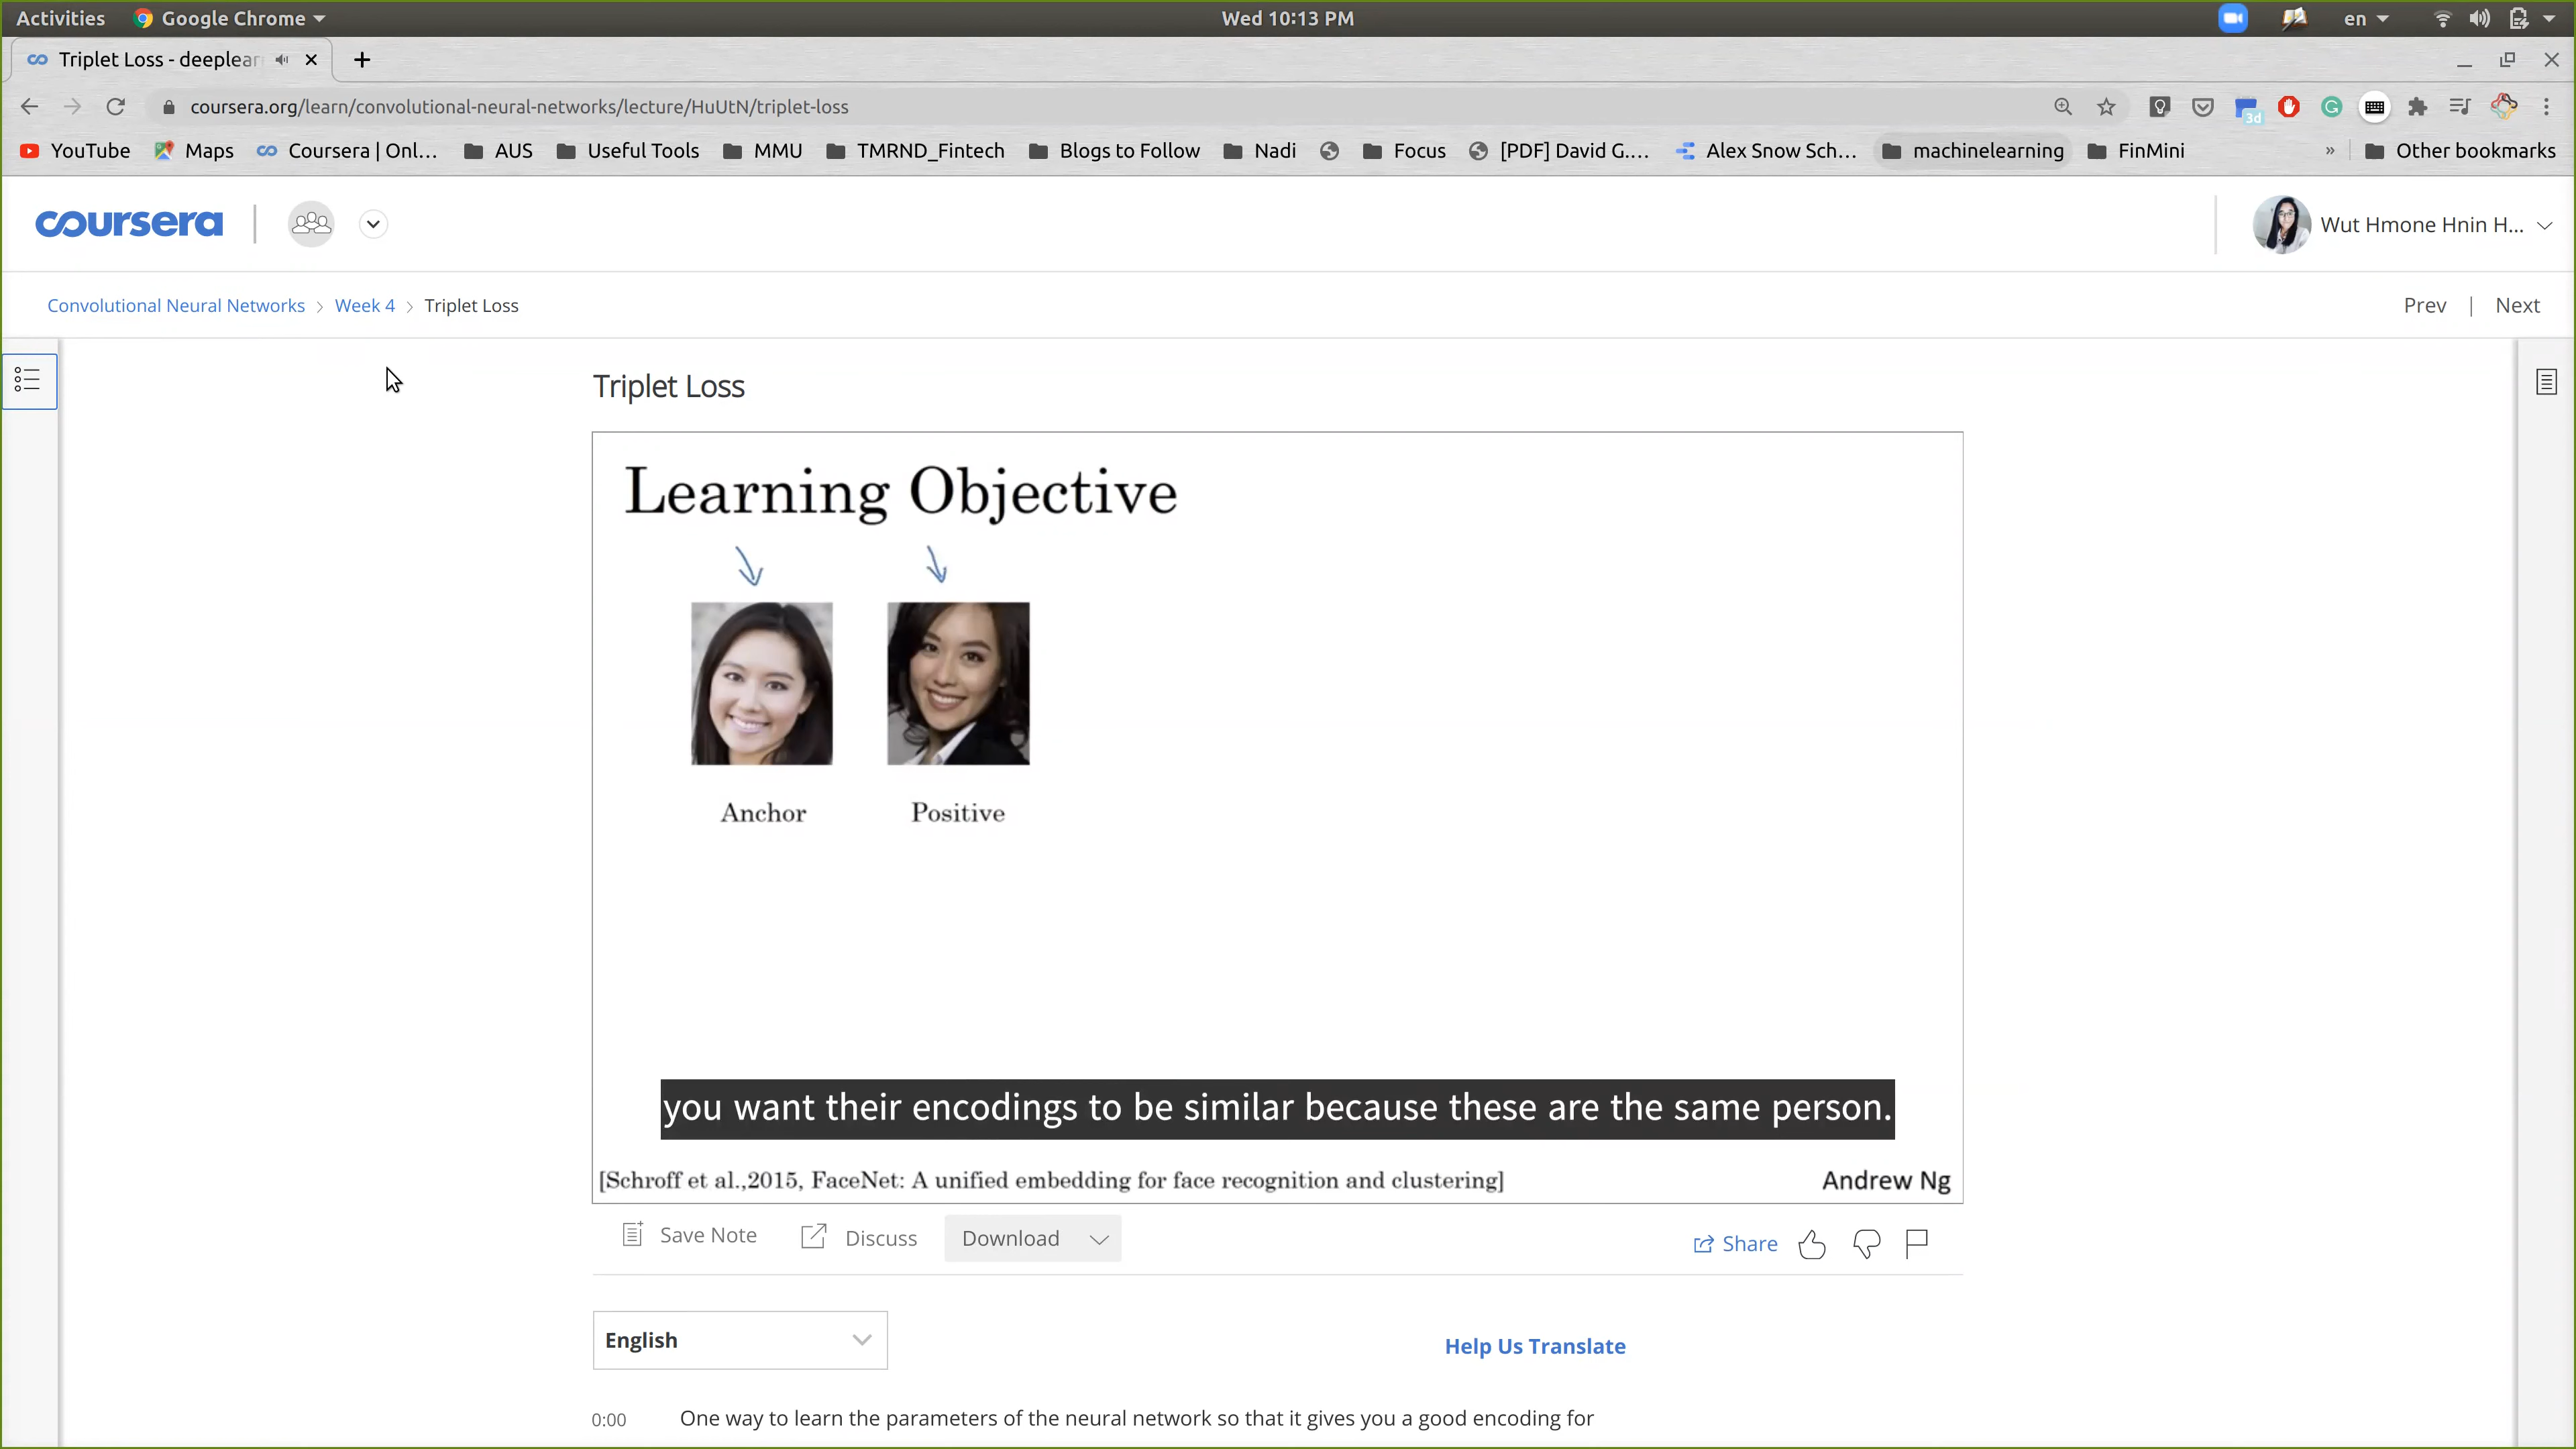 Activities Google Chrome Wed 10:13 PM en
Triplet Loss - deeplear
coursera.org/learn/convolutional-neural-networks/lecture/HuUtN/triplet-loss
3d
YouTube Maps Coursera | Onl... AUS Useful Tools MMU TMRND_Fintech Blogs to Follow Nadi Focus [PDF] David G.... Alex Snow Sch... machinelearning FinMini » Other bookmarks
coursera Wut Hmone Hnin H...
Convolutional Neural Networks > Week 4 > Triplet Loss Prev | Next
Triplet Loss
Learning Objective
Anchor Positive
you want their encodings to be similar because these are the same person.
[Schroff et al.,2015, FaceNet: A unified embedding for face recognition and clustering] Andrew Ng
Save Note Discuss Download Share
English Help Us Translate
0:00 One way to learn the parameters of the neural network so that it gives you a good encoding for